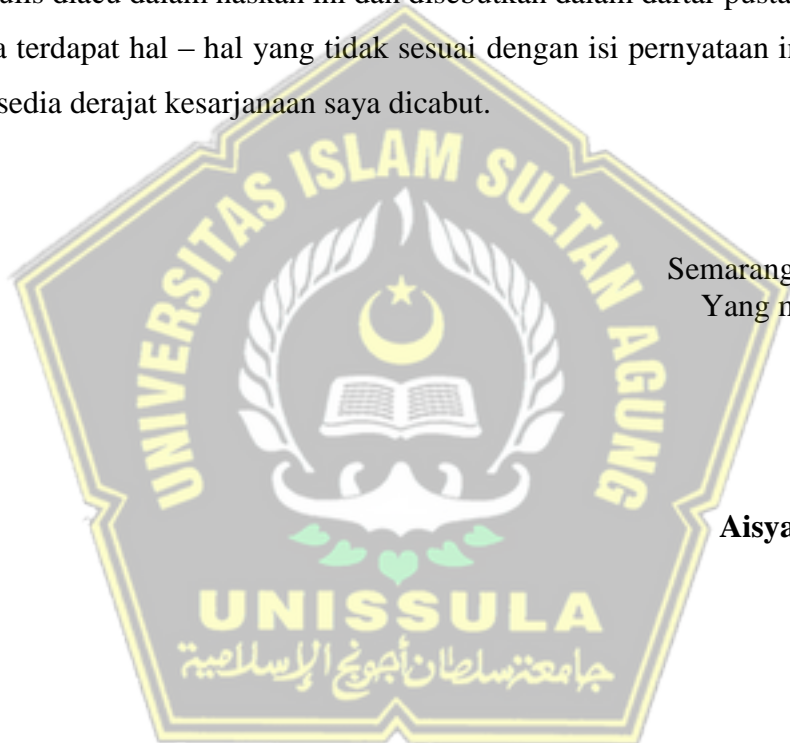 ulis diacu dalam naskah ini dan disebutkan dalam daftar pusta
a terdapat hal – hal yang tidak sesuai dengan isi pernyataan in
sedia derajat kesarjanaan saya dicabut.
UNIVERSITAS ISLAM SULTAN AGUNG
Semarang
Yang m
Aisya
UNISSULA
جامعة سلطان أجونج الإسلامية